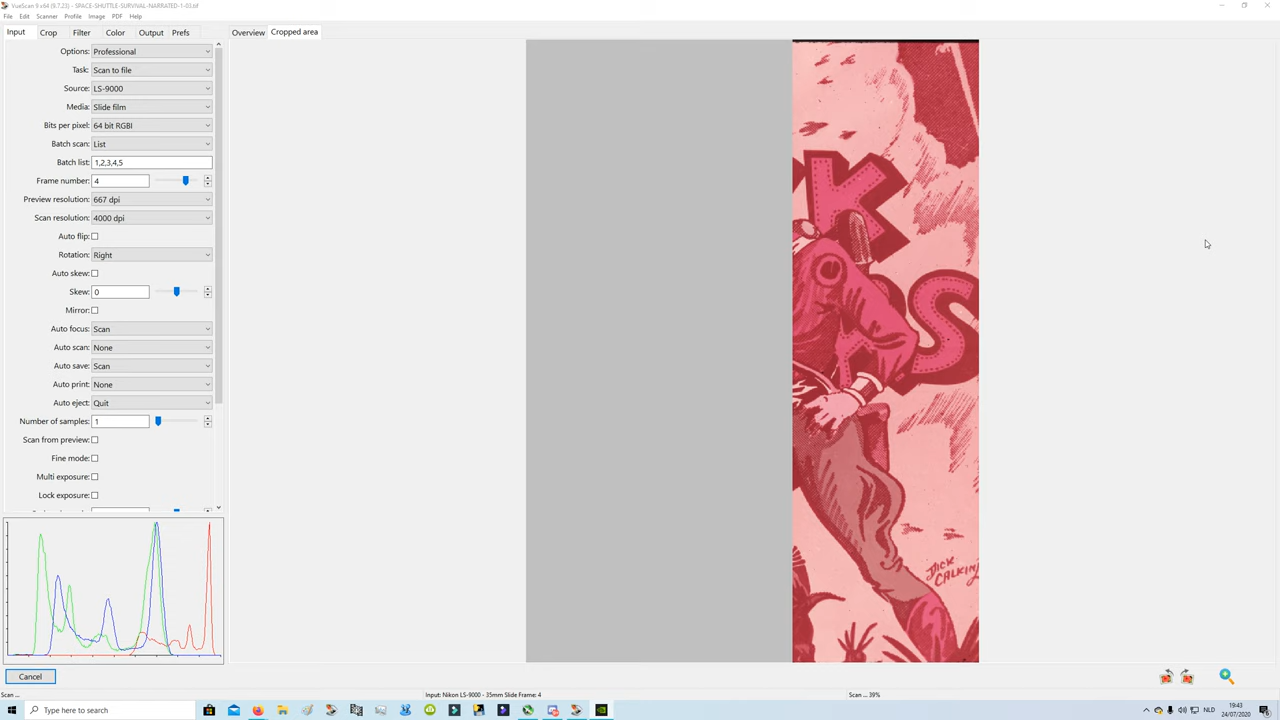 VueScan 9 x64 (9.7.23) - SPACE-SHUTTLE-SURVIVAL-NARRATED-1-03.tif
File Edit Scanner Profile Image PDF Help
Input Crop Filter Color Output Prefs
Overview Cropped area
Options: Professional
Task: Scan to file
Source: LS-9000
Media: Slide film
Bits per pixel: 64 bit RGBI
Batch scan: List
Batch list: 1,2,3,4,5
Frame number: 4
Preview resolution: 667 dpi
Scan resolution: 4000 dpi
Auto flip:
Rotation: Right
Auto skew:
Skew: 0
Mirror:
Auto focus: Scan
Auto scan: None
Auto save: Scan
Auto print: None
Auto eject: Quit
Number of samples: 1
Scan from preview:
Fine mode:
Multi exposure:
Lock exposure:
K
S
DICK
CALKIN
Cancel
Scan ... Input: Nikon LS-9000 - 35mm Slide Frame: 4 Scan ... 39%
Type here to search
NLD
19:43
24/07/2020